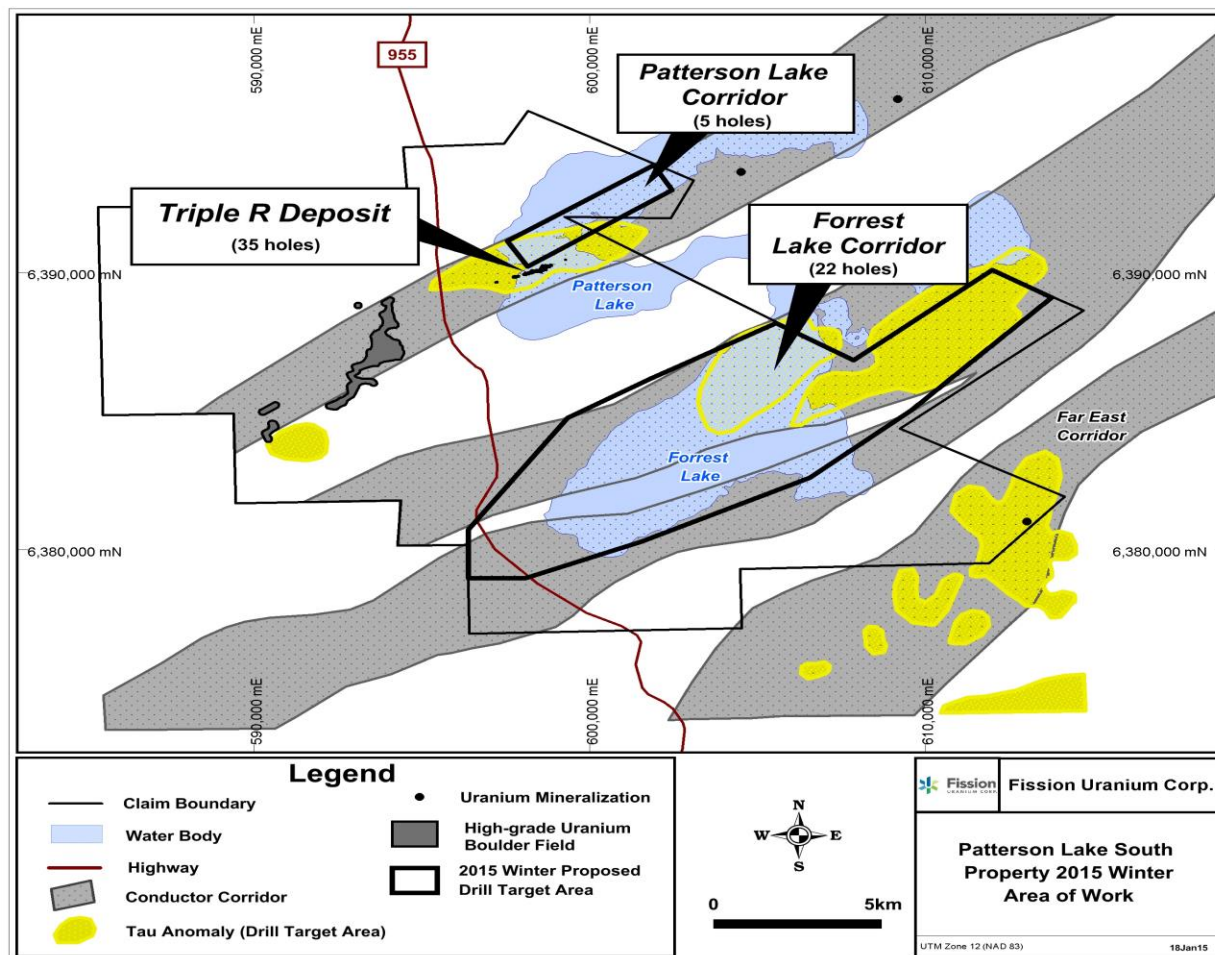 590,000 mE
600,000 mE
610,000 mE
955
Patterson Lake
Corridor
(5 holes)
Triple R Deposit
(35 holes)
Forrest
Lake Corridor
(22 holes)
6,390,000 mN
6,390,000 mN
Patterson
Lake
Far East
Corridor
Forrest
Lake
6,380,000 mN
6,380,000 mN
590,000 mE
600,000 mE
610,000 mE
Legend
Claim Boundary
Water Body
Highway
Conductor Corridor
Tau Anomaly (Drill Target Area)
Uranium Mineralization
High-grade Uranium
Boulder Field
2015 Winter Proposed
Drill Target Area
N
W E
S
0 5km
Fission
URANIUM CORP.
Fission Uranium Corp.
Patterson Lake South
Property 2015 Winter
Area of Work
UTM Zone 12 (NAD 83)
18Jan15